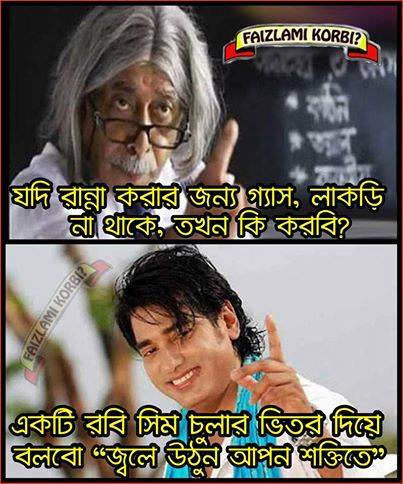 FAIZLAMI KORBI?
যদি রান্না করার জন্য গ্যাস, লাকড়ি
না থাকে, তখন কি করবি?
FAIZLAMI KORBI?
একটি রবি সিম চুলার ভিতর দিয়ে
বলবো “জ্বলে উঠুন আপন শক্তিতে”